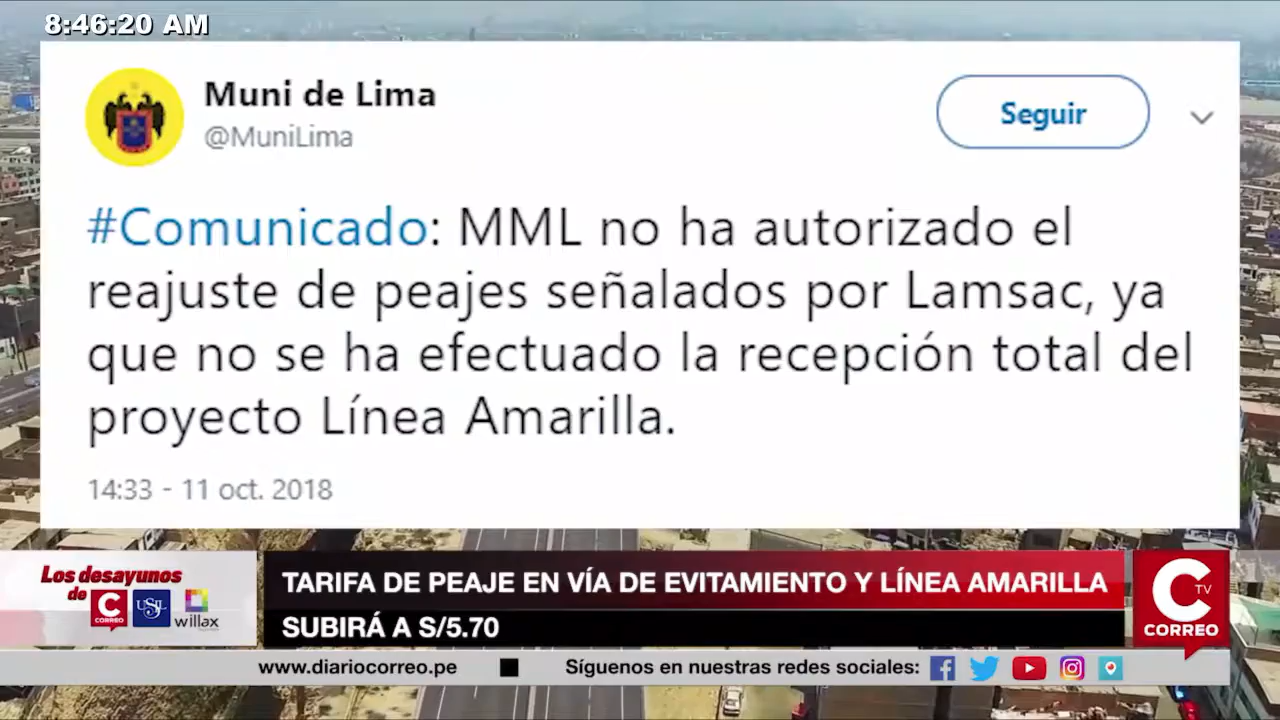 8:46:20 AM
Muni de Lima
@MuniLima
Seguir
#Comunicado: MML no ha autorizado el
reajuste de peajes señalados por Lamsac, ya
que no se ha efectuado la recepción total del
proyecto Línea Amarilla.
14:33 - 11 oct. 2018
Los desayunos
de
C
CORREO
USIL
willax
TARIFA DE PEAJE EN VÍA DE EVITAMIENTO Y LÍNEA AMARILLA
SUBIRÁ A S/5.70
C
TV
CORREO
www.diariocorreo.pe
Síguenos en nuestras redes sociales: